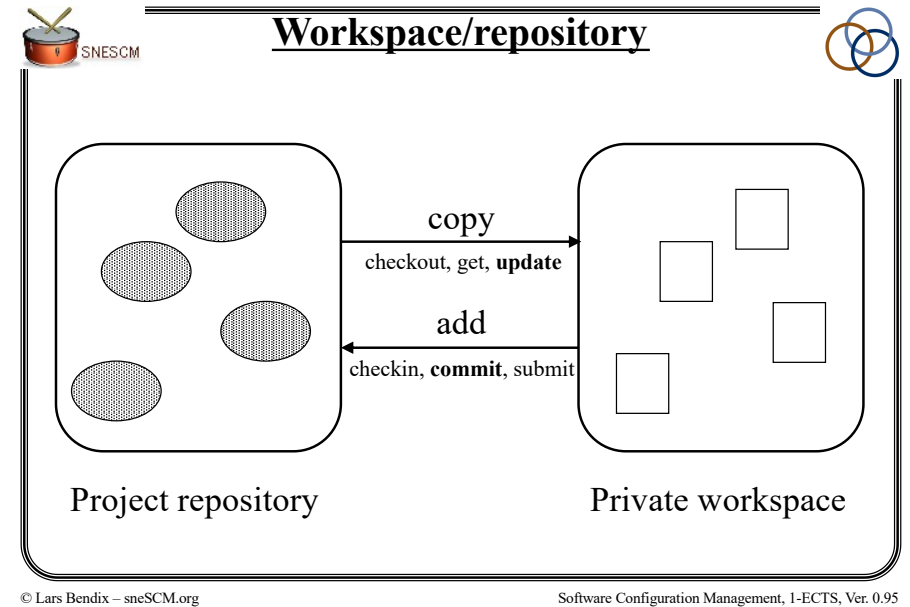 Workspace/repository
SNESCM
copy
checkout, get, update
add
checkin, commit, submit
Project repository
Private workspace
© Lars Bendix – sneSCM.org
Software Configuration Management, 1-ECTS, Ver. 0.95